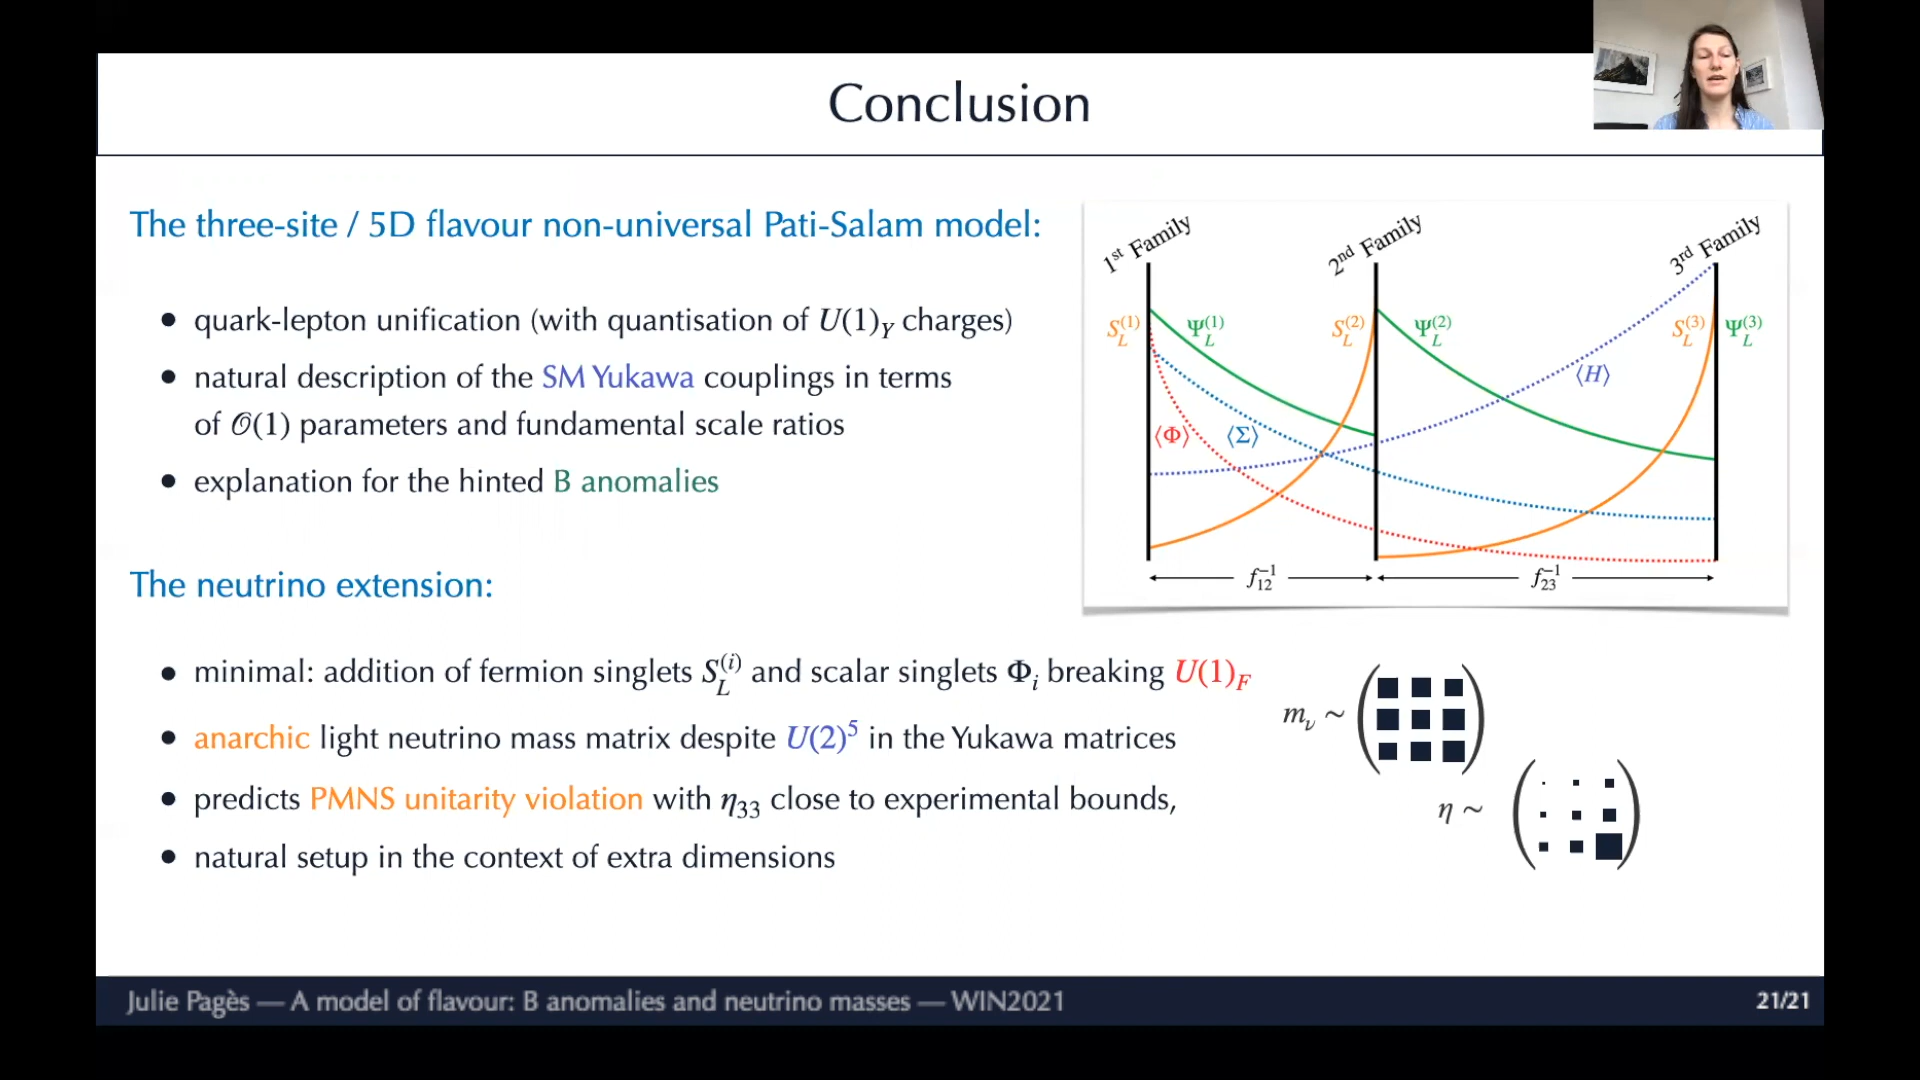 Conclusion
The three-site / 5D flavour non-universal Pati-Salam model:
• quark-lepton unification (with quantisation of U(1)_Y charges)
• natural description of the SM Yukawa couplings in terms
of 𝒪(1) parameters and fundamental scale ratios
• explanation for the hinted B anomalies
1st Family
2nd Family
3rd Family
S_L^(1) Ψ_L^(1) S_L^(2) Ψ_L^(2) S_L^(3) Ψ_L^(3)
⟨H⟩
⟨Φ⟩ ⟨Σ⟩
f_12^−1 f_23^−1
The neutrino extension:
• minimal: addition of fermion singlets S_L^(i) and scalar singlets Φ_i breaking U(1)_F
• anarchic light neutrino mass matrix despite U(2)^5 in the Yukawa matrices
• predicts PMNS unitarity violation with η_33 close to experimental bounds,
• natural setup in the context of extra dimensions
m_ν ~
η ~
Julie Pagès — A model of flavour: B anomalies and neutrino masses — WIN2021
21/21